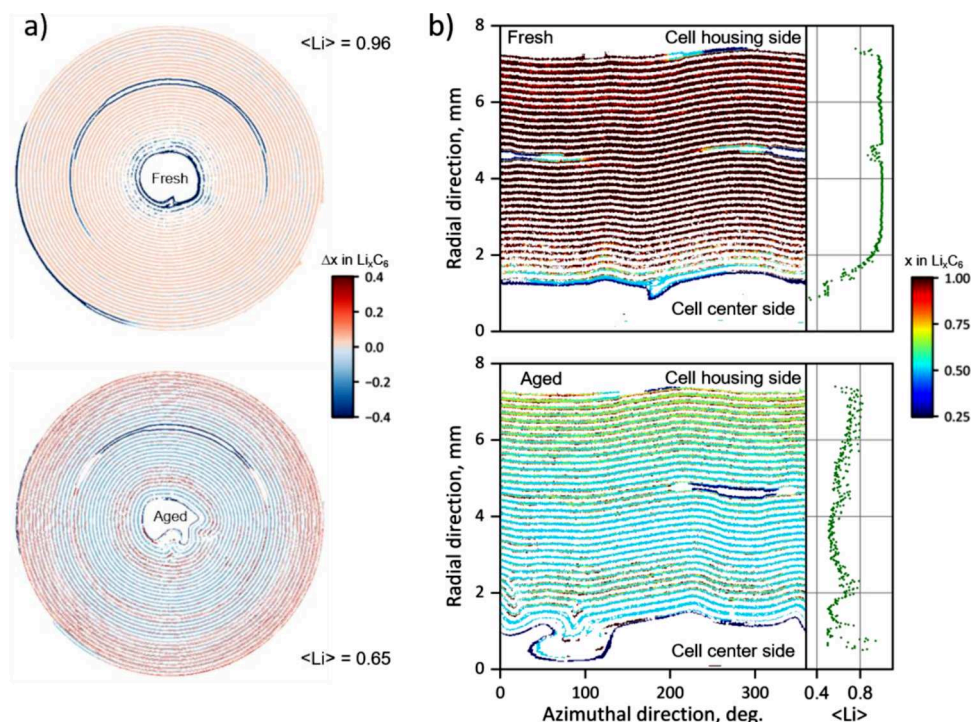 a)
<Li> = 0.96
Fresh
Δx in LiₓC₆
0.4
0.2
0.0
−0.2
−0.4
Aged
<Li> = 0.65
b)
Radial direction, mm
8
6
4
2
0
Fresh
Cell housing side
Cell center side
x in LiₓC₆
1.00
0.75
0.50
0.25
Radial direction, mm
8
6
4
2
0
Aged
Cell housing side
Cell center side
0 100 200 300 0.4 0.8
Azimuthal direction, deg. <Li>